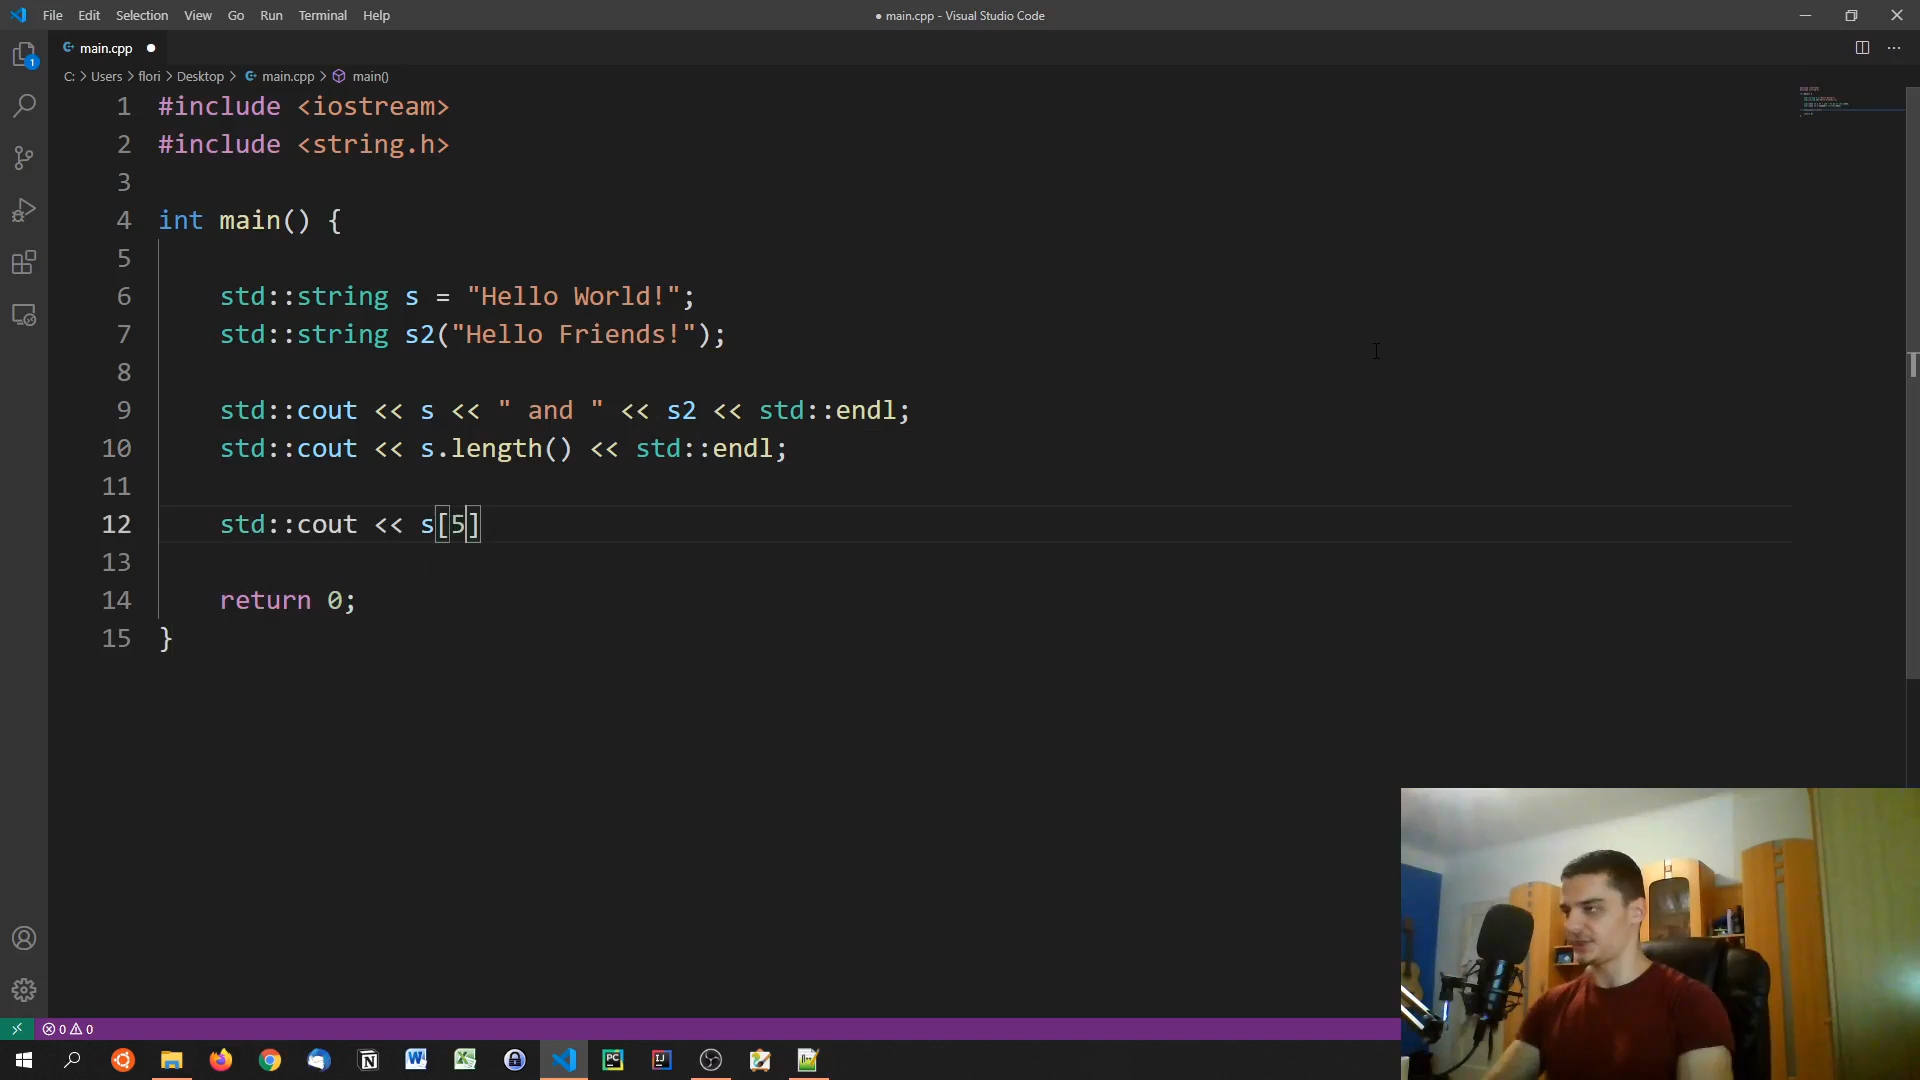 File Edit Selection View Go Run Terminal Help
● main.cpp - Visual Studio Code
main.cpp
C: > Users > flori > Desktop > main.cpp > main()
1 #include <iostream>
2 #include <string.h>
3
4 int main() {
5
6 std::string s = "Hello World!";
7 std::string s2("Hello Friends!");
8
9 std::cout << s << " and " << s2 << std::endl;
10 std::cout << s.length() << std::endl;
11
12 std::cout << s[5]
13
14 return 0;
15 }
1
0 0
PC
IJ